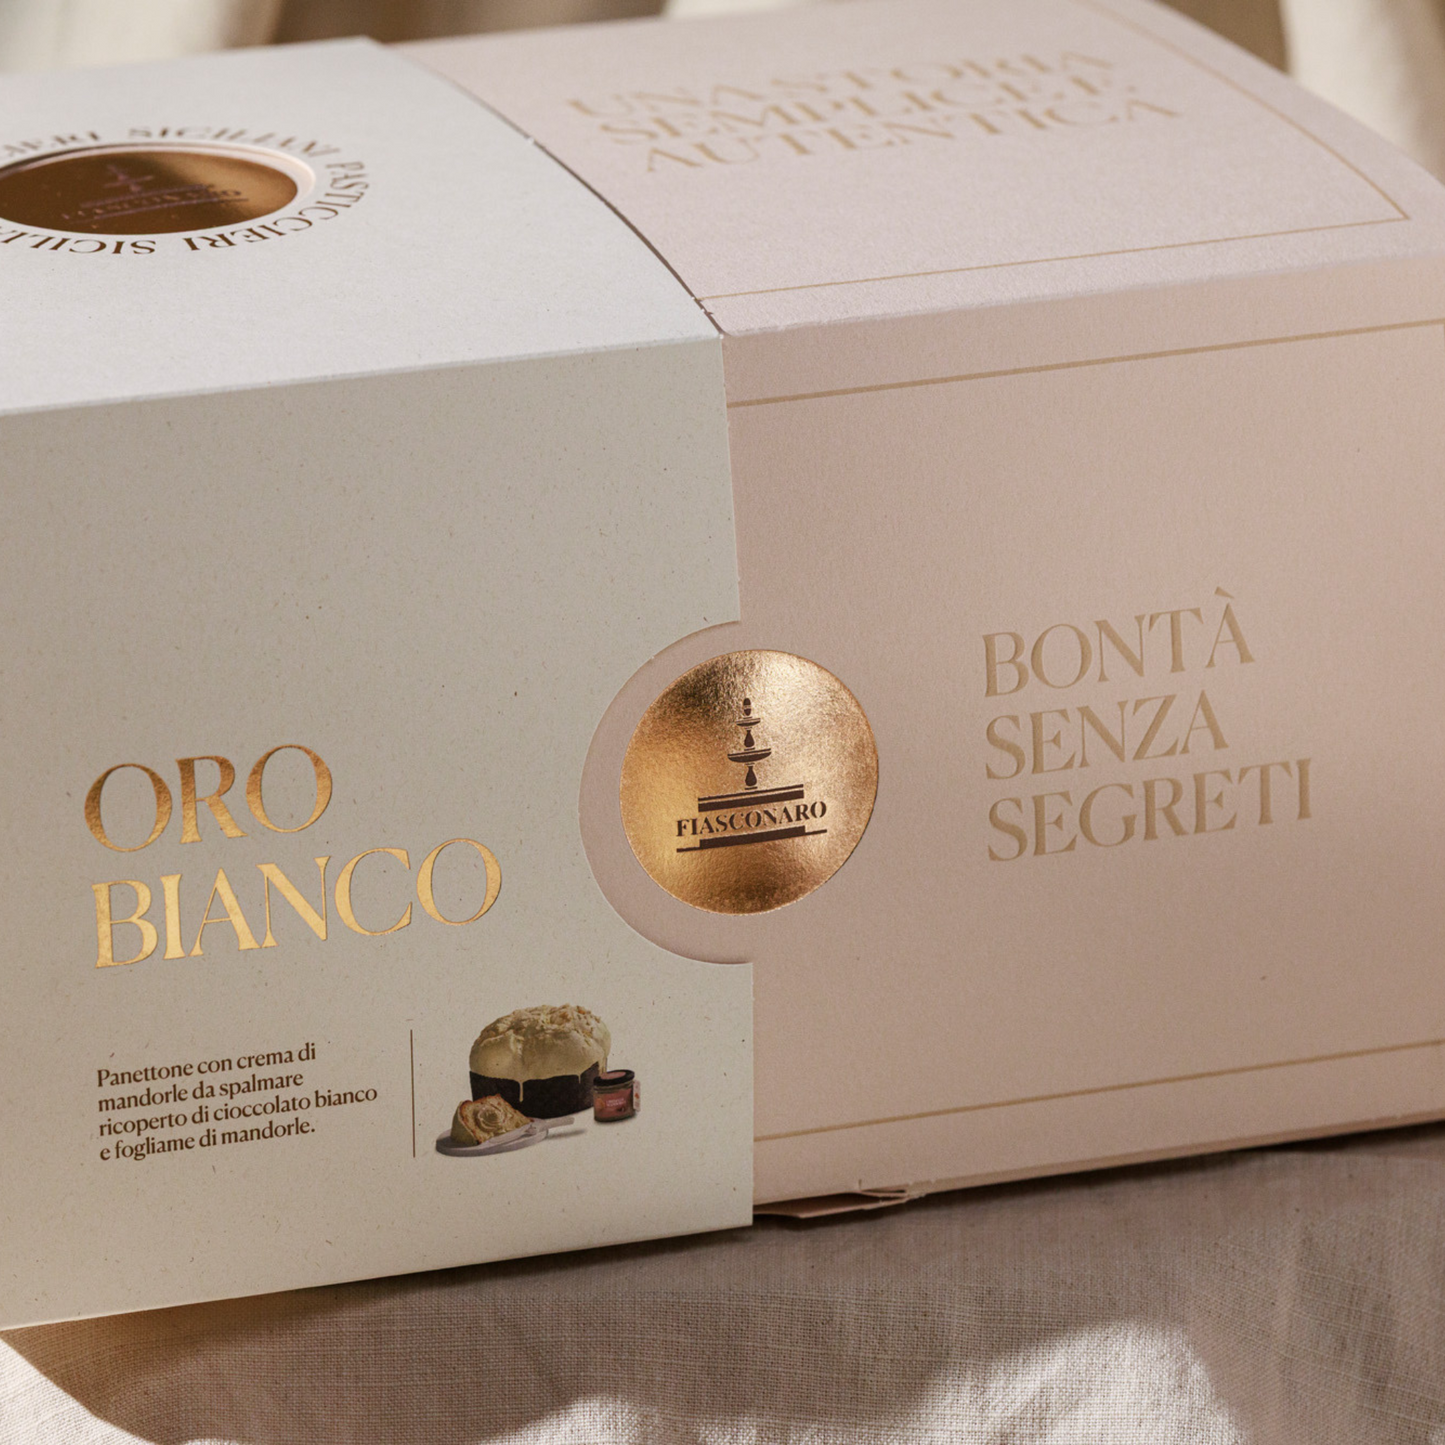 SICILIANI PASTICCIERI SICILI
UNA STORIA
SEMPLICE E
AUTENTICA
ORO
BIANCO
Panettone con crema di
mandorle da spalmare
ricoperto di cioccolato bianco
e fogliame di mandorle.
FIASCONARO
BONTÀ
SENZA
SEGRETI